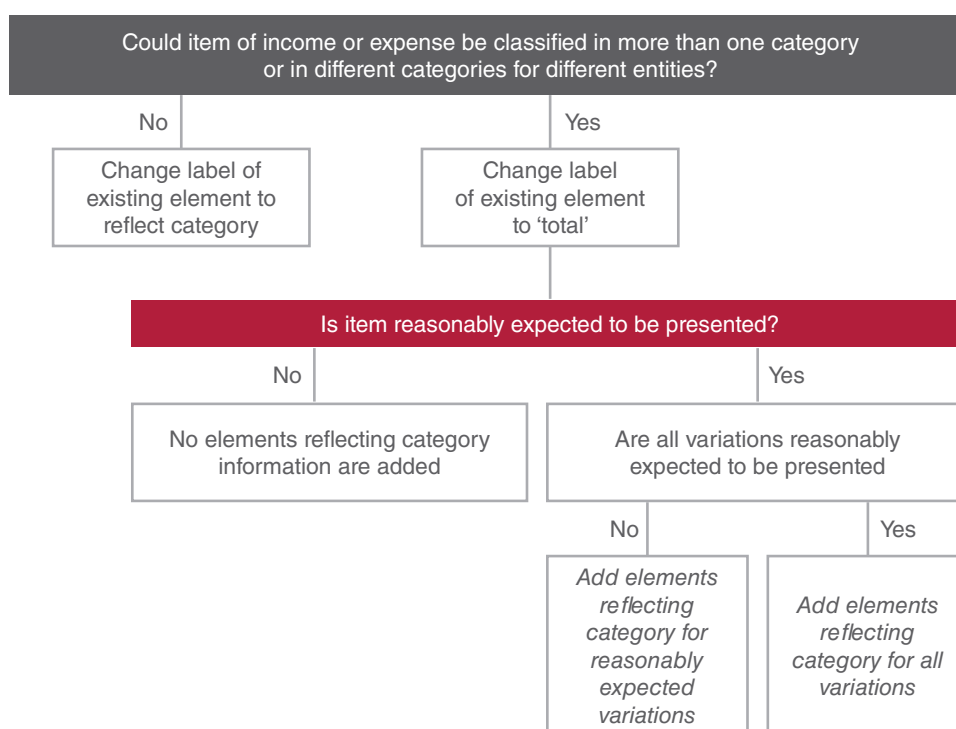 Could item of income or expense be classified in more than one category
or in different categories for different entities?
No
Yes
Change label of
existing element to
reflect category
Change label
of existing element
to ‘total’
Is item reasonably expected to be presented?
No
Yes
No elements reflecting category
information are added
Are all variations reasonably
expected to be presented
No
Yes
Add elements
reflecting
category for
reasonably
expected
variations
Add elements
reflecting
category for all
variations